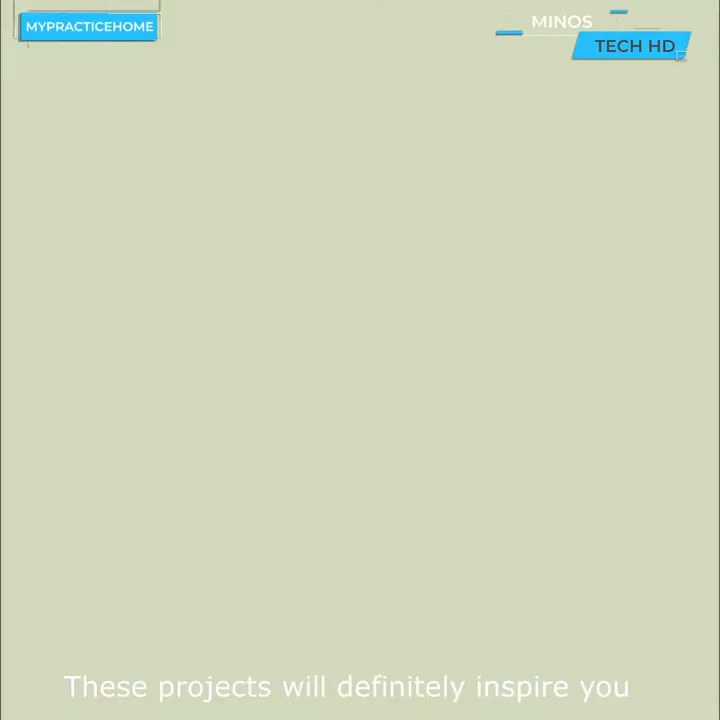 MYPRACTICEHOME
MINOS
TECH HD
These projects will definitely inspire you